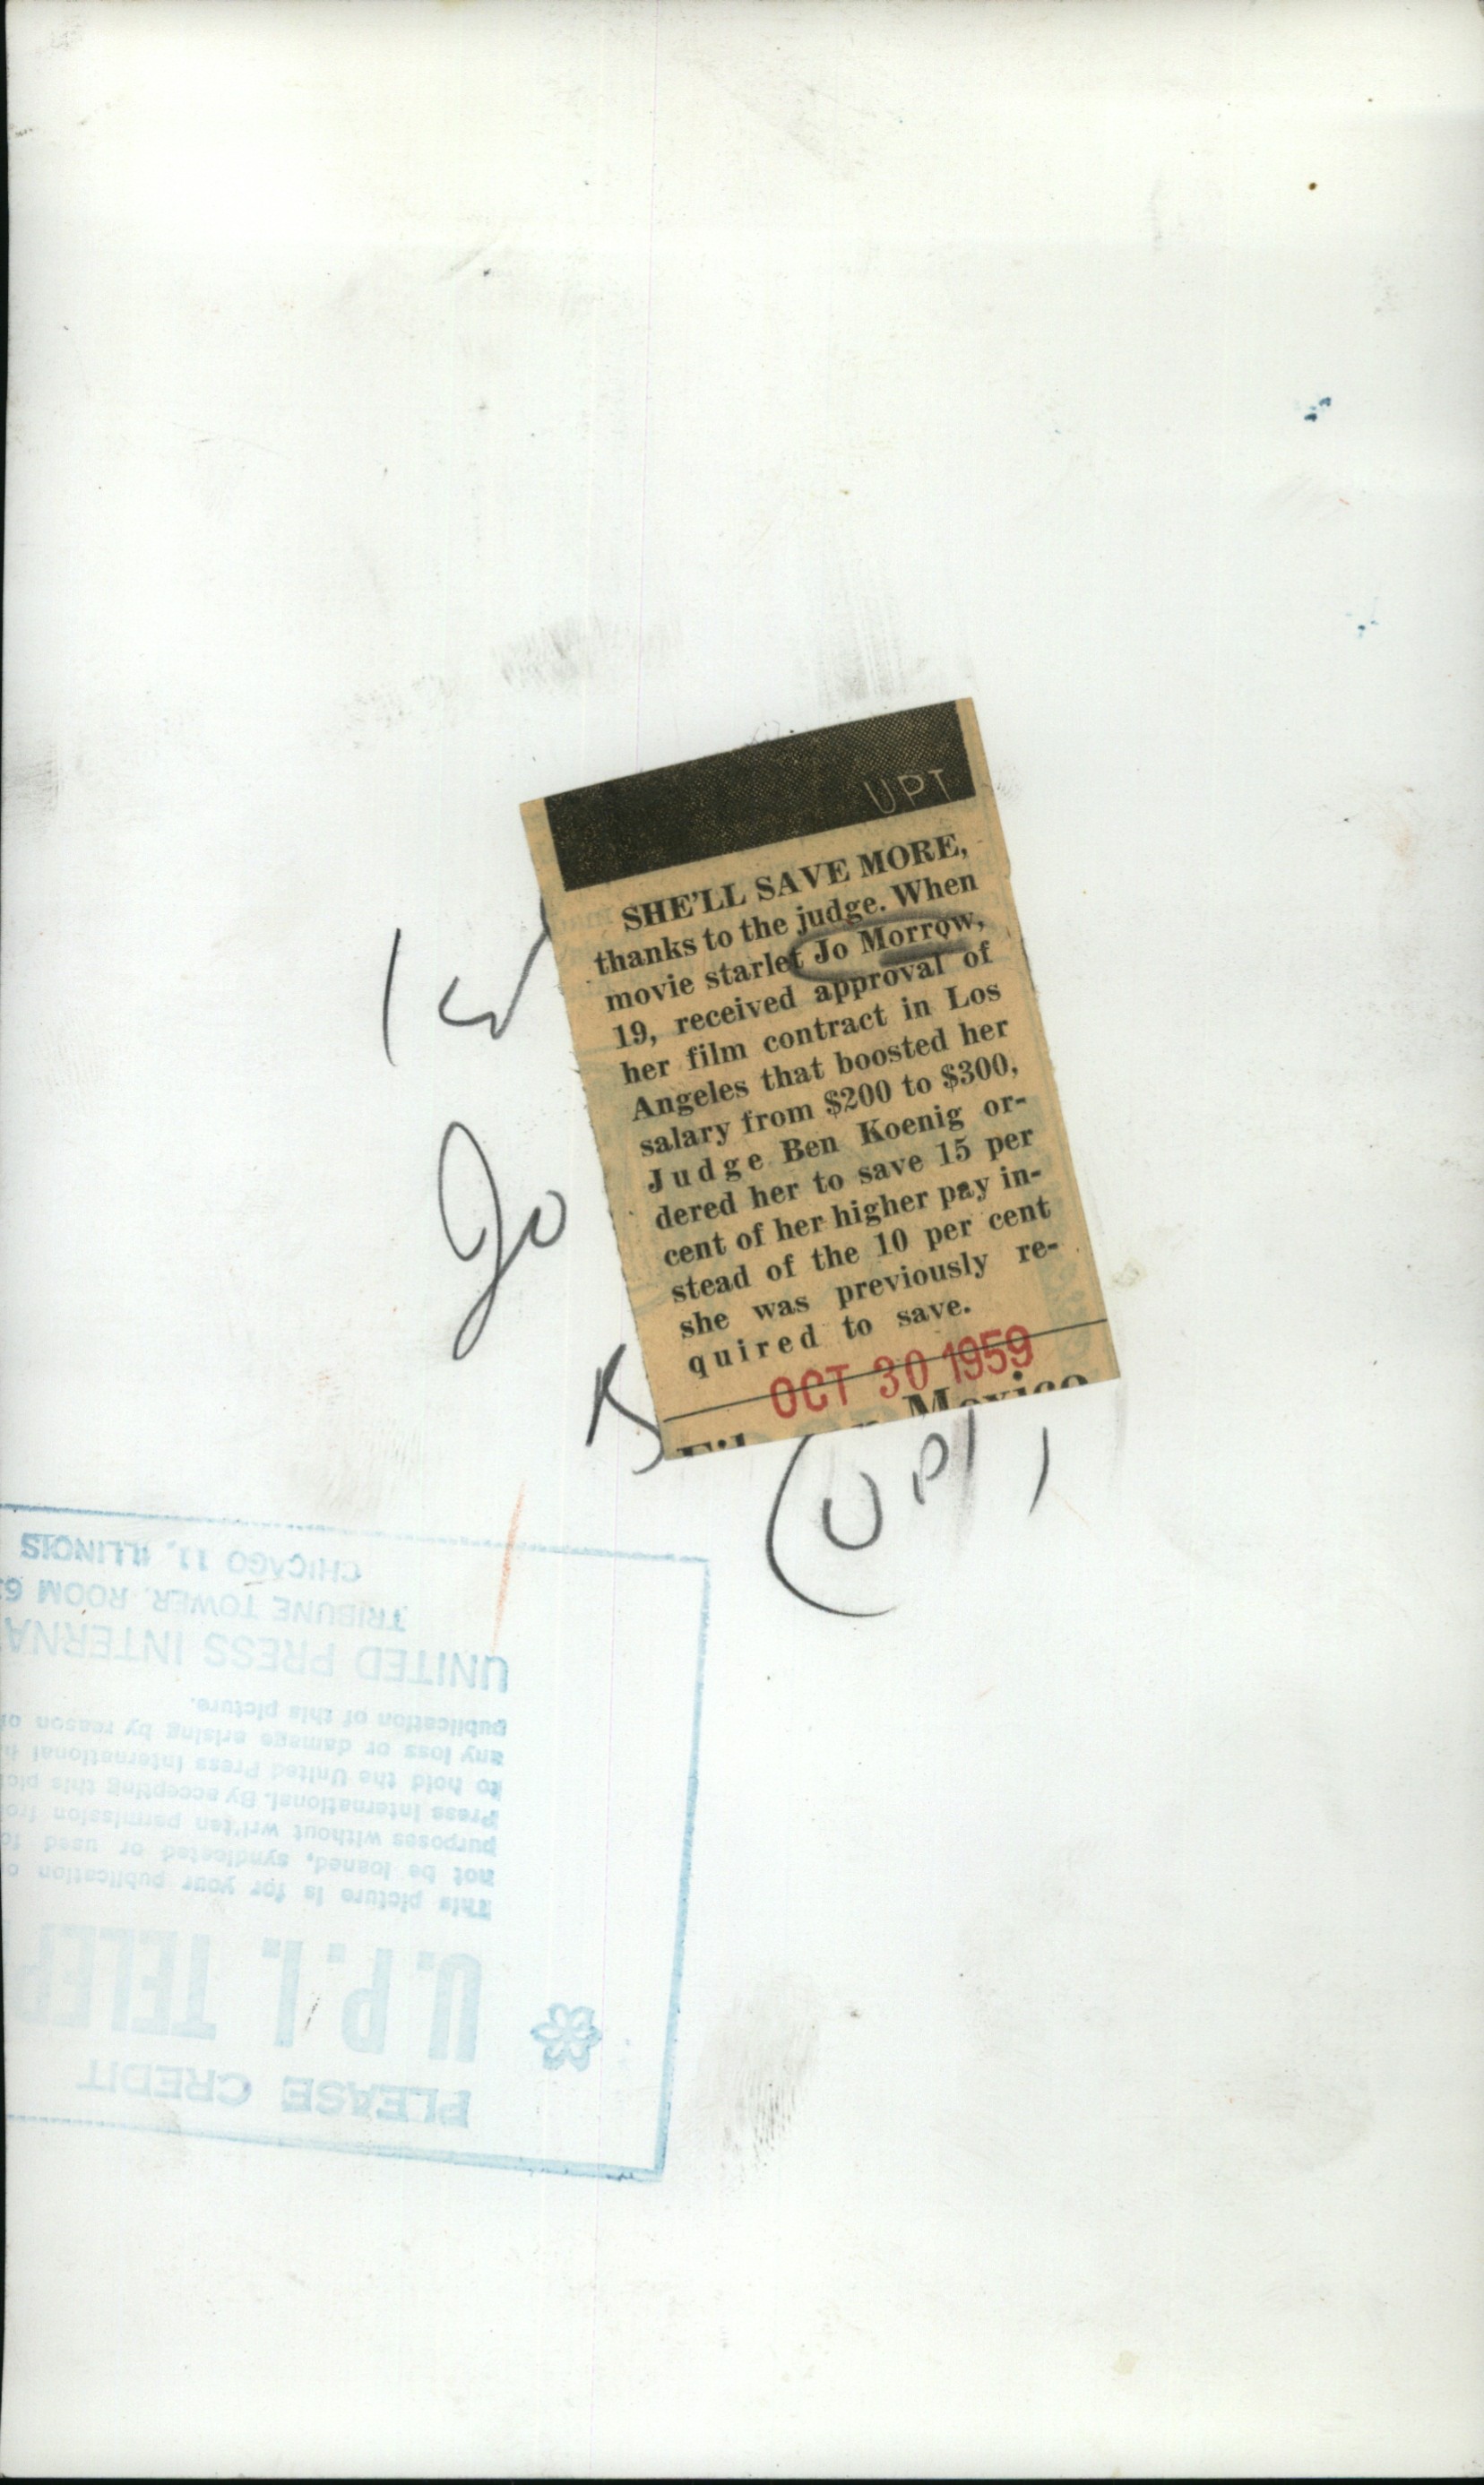 UPI
SHE'LL SAVE MORE,
thanks to the judge. When
movie starlet Jo Morrow,
19, received approval of
her film contract in Los
Angeles that boosted her
salary from $200 to $300,
Judge Ben Koenig or-
dered her to save 15 per
cent of her higher pay in-
stead of the 10 per cent
she was previously re-
quired to save.
OCT 30 1959
Mexico
Jo
(UPI)
PLEASE CREDIT
U.P.I. TELEP
This picture is for your publication
not be loaned, syndicated or used
purposes without written permission
Press International. By accepting this
to hold the United Press International
any loss or damage arising by reason
publication of this picture.
UNITED PRESS INTERNA
TRIBUNE TOWER, ROOM
CHICAGO 11, ILLINOIS